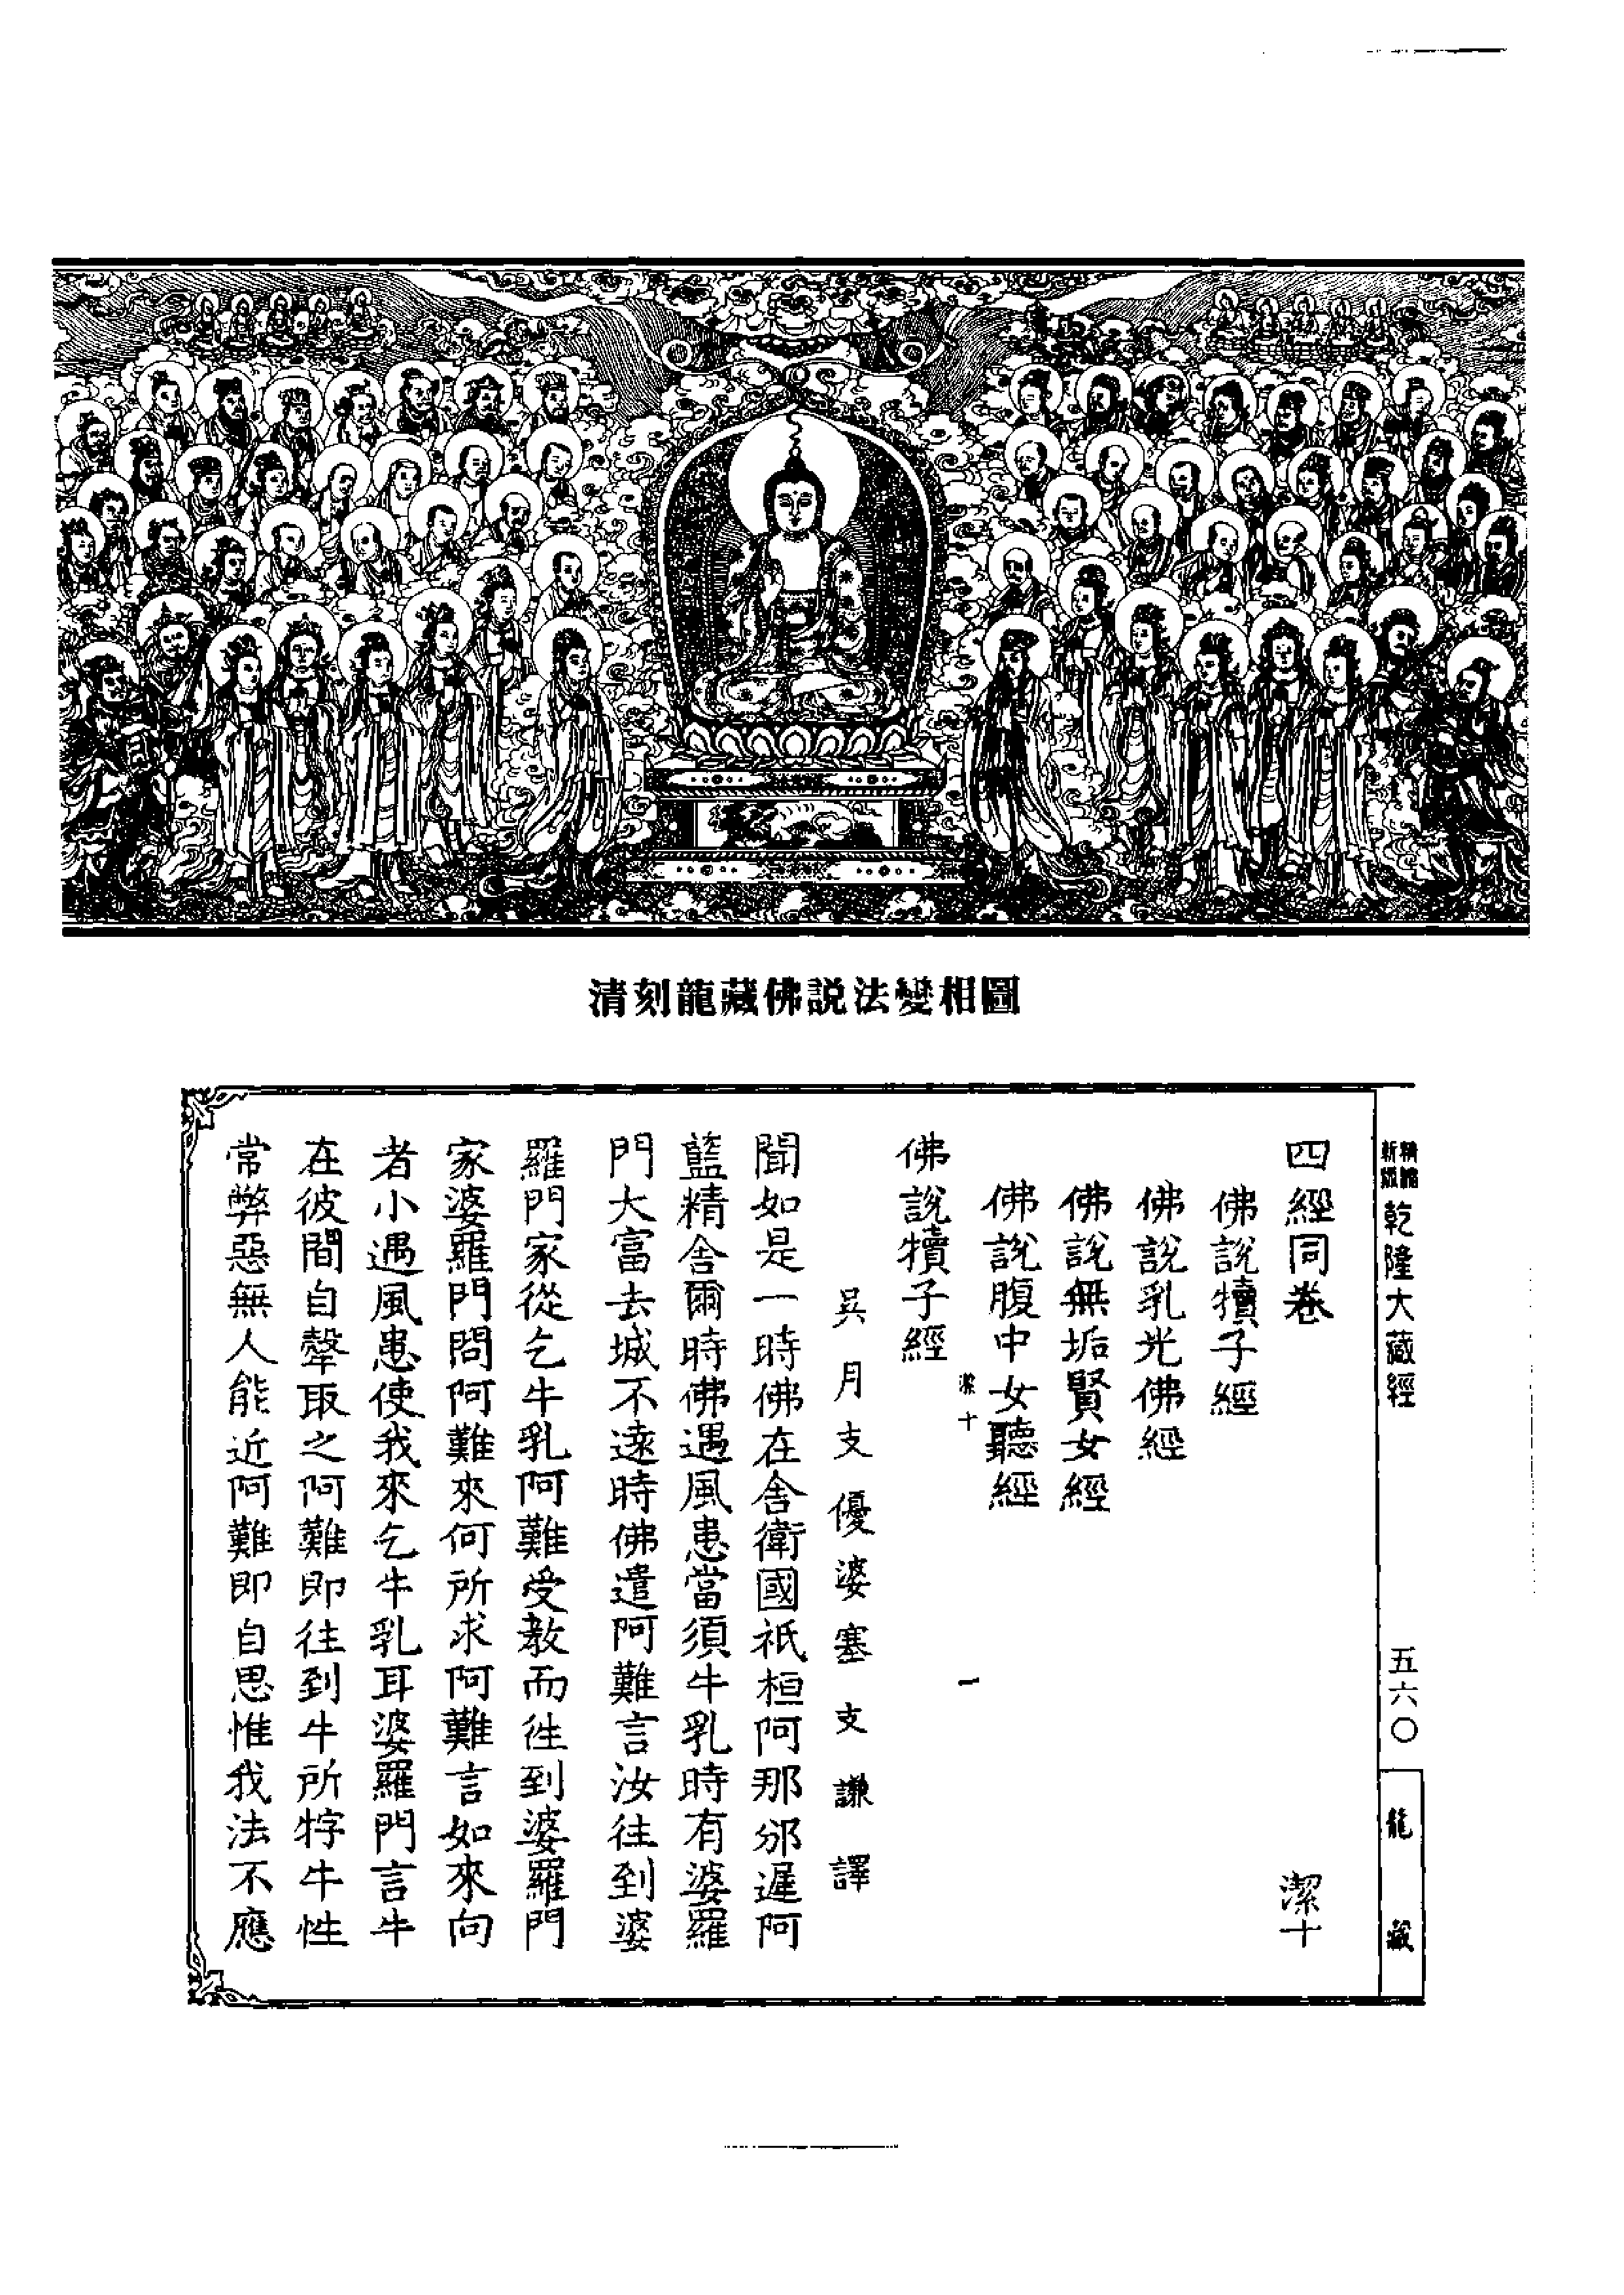 清刻龍藏佛説法變相圖
新編縮版
乾隆大藏經
五六〇
龍藏
四經同卷 潔十
佛說犢子經
佛說乳光佛經
佛說無垢賢女經
佛說腹中女聽經
潔十 一
佛說犢子經
吳月支優婆塞支謙譯
聞如是一時佛在舍衛國祇桓阿那邠遲阿
藍精舍爾時佛遇風患當須牛乳時有婆羅
門大富去城不遠時佛遣阿難言汝往到婆
羅門家從乞牛乳阿難受教而往到婆羅門
家婆羅門問阿難來何所求阿難言如來向
者小遇風患使我來乞牛乳耳婆羅門言牛
在彼間自𤚼取之阿難即往到牛所牸牛性
常弊惡無人能近阿難即自思惟我法不應